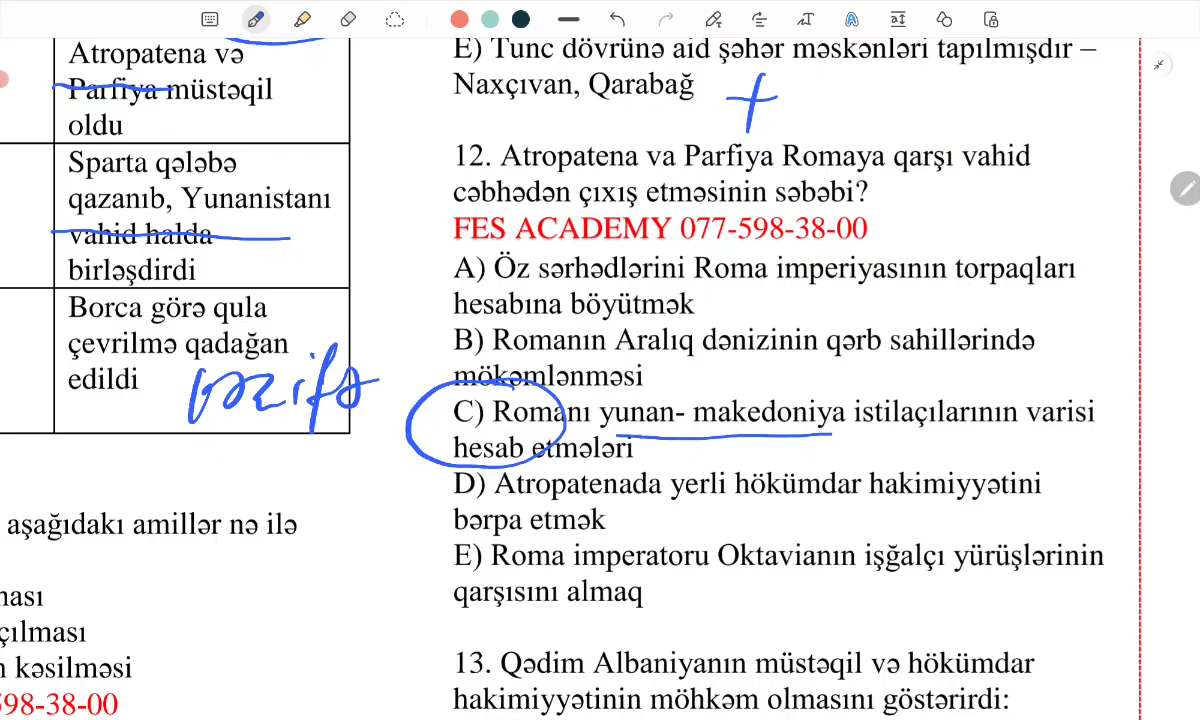 Atropatena və
Parfiya müstəqil
oldu
Sparta qələbə
qazanıb, Yunanistanı
vahid halda
birləşdirdi
Borca görə qula
çevrilmə qadağan
edildi
vəzifə
aşağıdakı amillər nə ilə
ması
çılması
n kəsilməsi
598-38-00
E) Tunc dövrünə aid şəhər məskənləri tapılmışdır –
Naxçıvan, Qarabağ
+
12. Atropatena va Parfiya Romaya qarşı vahid
cəbhədən çıxış etməsinin səbəbi?
FES ACADEMY 077-598-38-00
A) Öz sərhədlərini Roma imperiyasının torpaqları
hesabına böyütmək
B) Romanın Aralıq dənizinin qərb sahillərində
mökəmlənməsi
C) Romanı yunan- makedoniya istilaçılarının varisi
hesab etmələri
D) Atropatenada yerli hökümdar hakimiyyətini
bərpa etmək
E) Roma imperatoru Oktavianın işğalçı yürüşlərinin
qarşısını almaq
13. Qədim Albaniyanın müstəqil və hökümdar
hakimiyyətinin möhkəm olmasını göstərirdi: